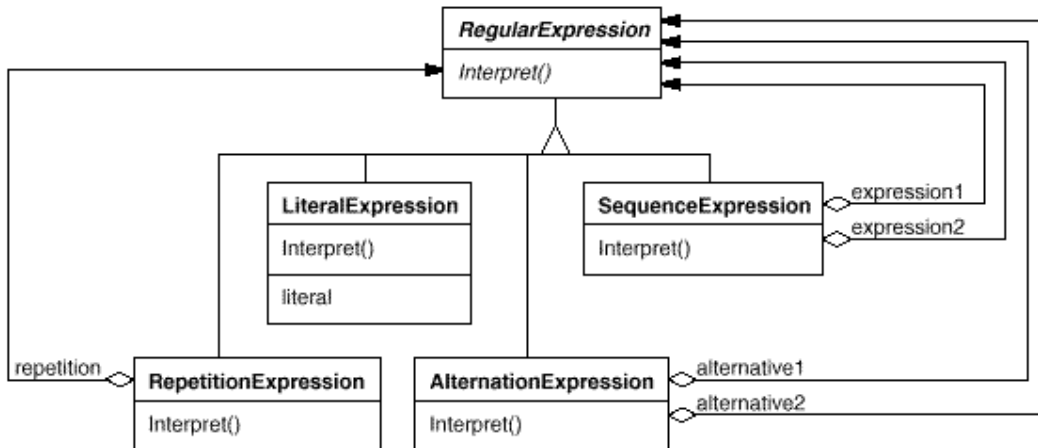 RegularExpression
Interpret()
LiteralExpression
Interpret()
literal
SequenceExpression
Interpret()
expression1
expression2
repetition
RepetitionExpression
Interpret()
AlternationExpression
Interpret()
alternative1
alternative2